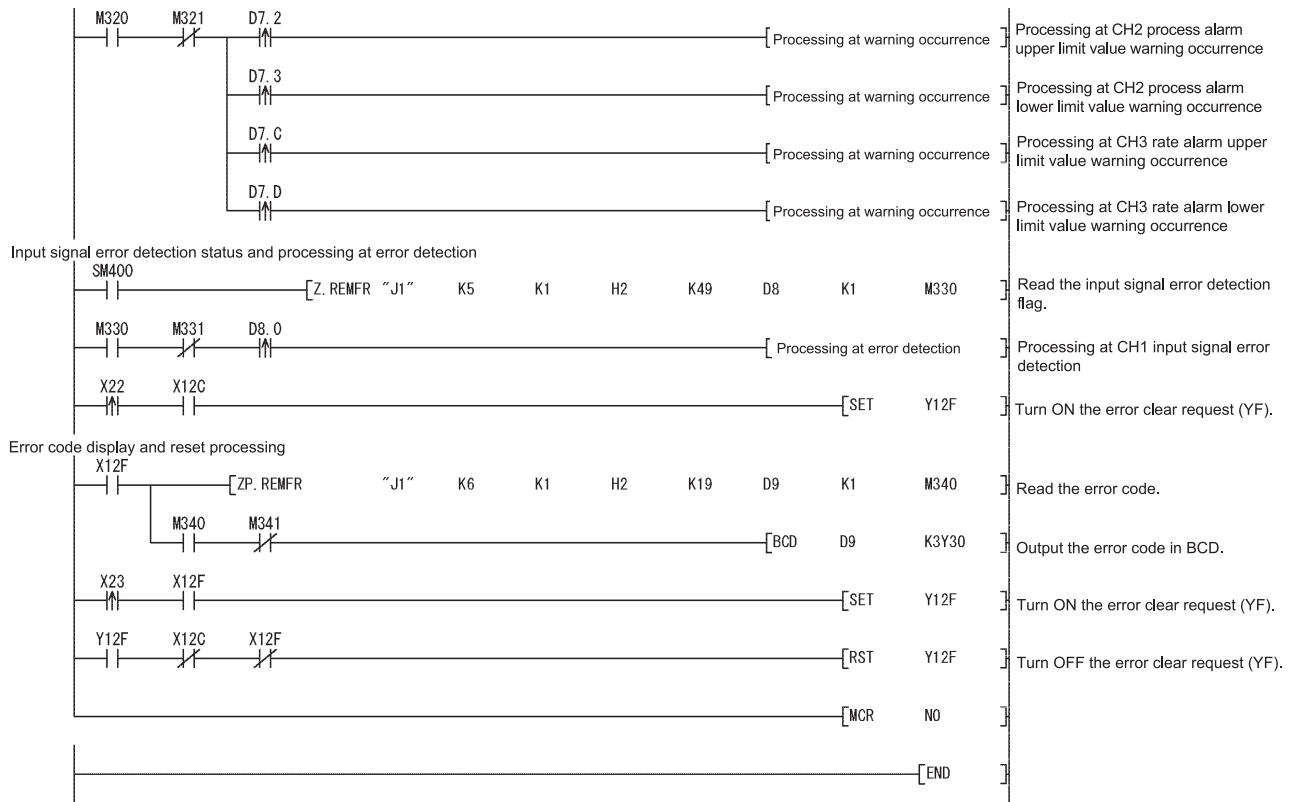 M320 M321 D7. 2
[ Processing at warning occurrence ] Processing at CH2 process alarm
upper limit value warning occurrence
D7. 3
[ Processing at warning occurrence ] Processing at CH2 process alarm
lower limit value warning occurrence
D7. C
[ Processing at warning occurrence ] Processing at CH3 rate alarm upper
limit value warning occurrence
D7. D
[ Processing at warning occurrence ] Processing at CH3 rate alarm lower
limit value warning occurrence
Input signal error detection status and processing at error detection
SM400
[Z. REMFR "J1" K5 K1 H2 K49 D8 K1 M330 ] Read the input signal error detection
flag.
M330 M331 D8. 0
[ Processing at error detection ] Processing at CH1 input signal error
detection
X22 X12C
[SET Y12F ] Turn ON the error clear request (YF).
Error code display and reset processing
X12F
[ZP. REMFR "J1" K6 K1 H2 K19 D9 K1 M340 ] Read the error code.
M340 M341
[BCD D9 K3Y30 ] Output the error code in BCD.
X23 X12F
[SET Y12F ] Turn ON the error clear request (YF).
Y12F X12C X12F
[RST Y12F ] Turn OFF the error clear request (YF).
[MCR N0 ]
[END ]